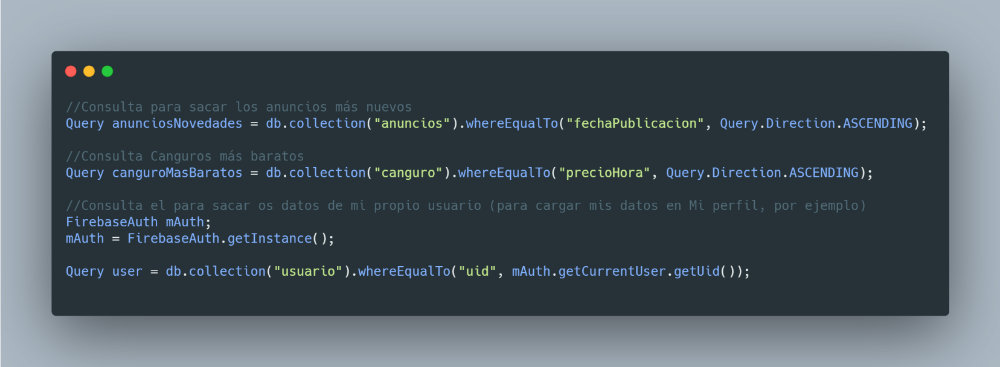 //Consulta para sacar los anuncios más nuevos
Query anunciosNovedades = db.collection("anuncios").whereEqualTo("fechaPublicacion", Query.Direction.ASCENDING);
//Consulta Canguros más baratos
Query canguroMasBaratos = db.collection("canguro").whereEqualTo("precioHora", Query.Direction.ASCENDING);
//Consulta el para sacar os datos de mi propio usuario (para cargar mis datos en Mi perfil, por ejemplo)
FirebaseAuth mAuth;
mAuth = FirebaseAuth.getInstance();
Query user = db.collection("usuario").whereEqualTo("uid", mAuth.getCurrentUser.getUid());